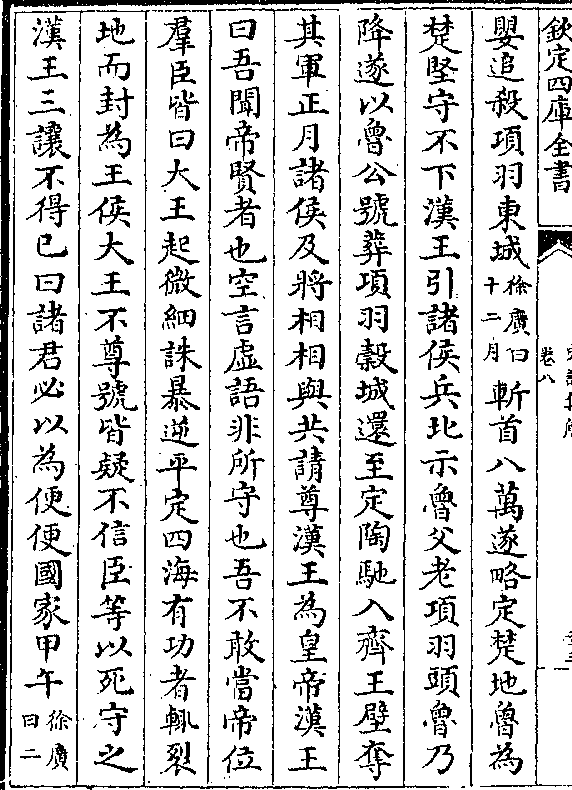 欽定四庫全書
卷八
嬰追殺項羽東城徐廣曰十二月斬首八萬遂略定楚地魯為
楚堅守不下漢王引諸侯兵北示魯父老項羽頭魯乃
降遂以魯公號葬項羽穀城還至定陶馳入齊王壁奪
其軍正月諸侯及將相相與共請尊漢王為皇帝漢王
曰吾聞帝賢者也空言虛語非所守也吾不敢當帝位
羣臣皆曰大王起微細誅暴逆平定四海有功者輒裂
地而封為王侯大王不尊號皆疑不信臣等以死守之
漢王三讓不得已曰諸君必以為便便國家甲午徐廣曰二